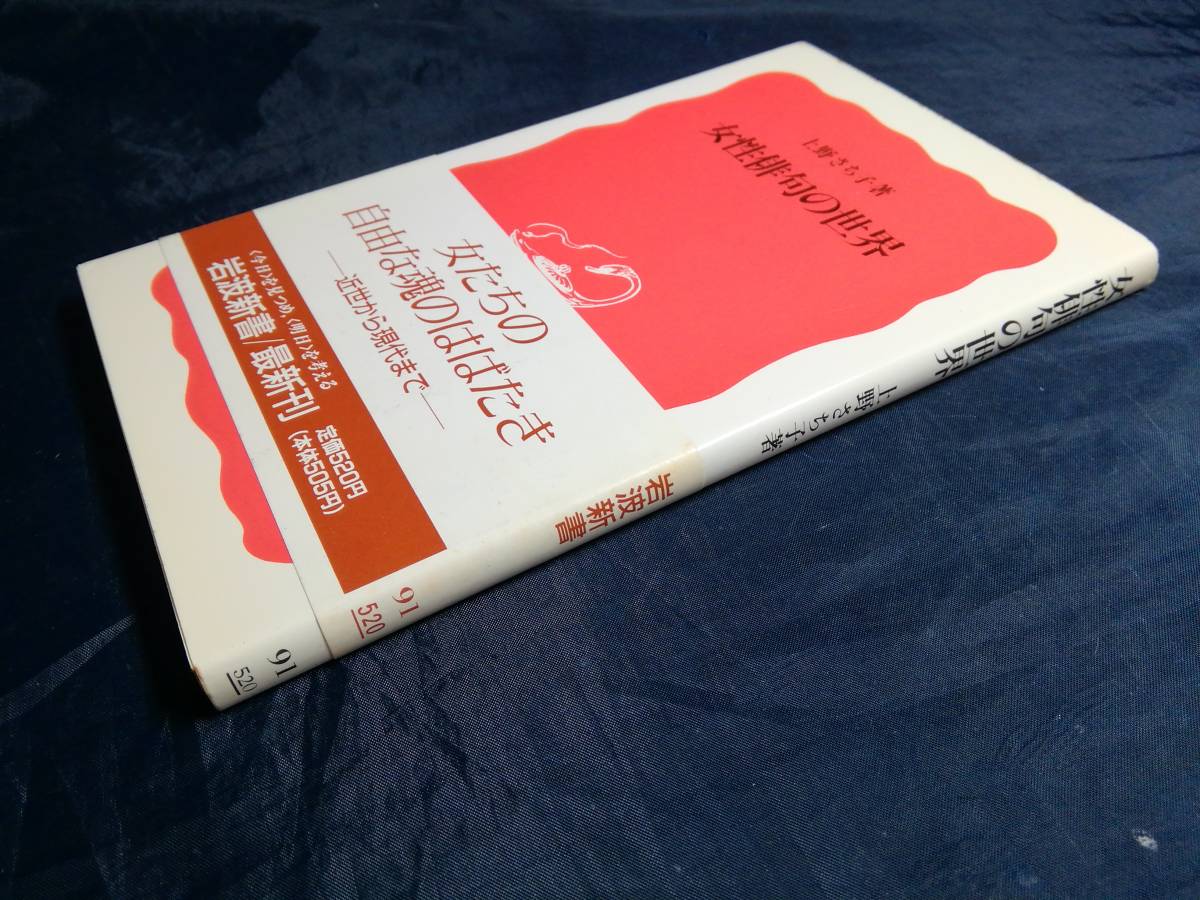 上野さち子著
女性俳句の世界
女たちの
自由な魂のはばたき
―近世から現代まで―
〈今日〉を見つめ、〈明日〉を考える
岩波新書/最新刊
定価520円
(本体505円)
女性俳句の世界
上野さち子著
岩波新書
91
520
91
520